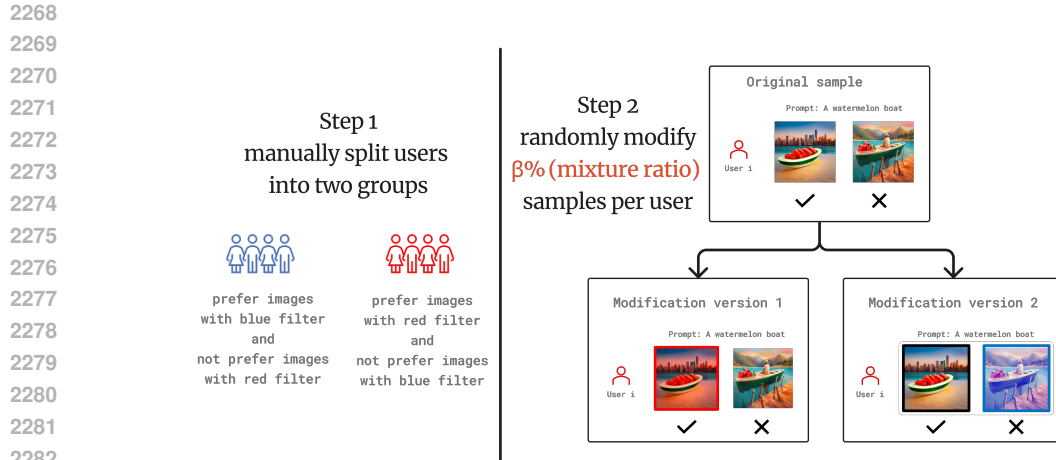 2268
2269
2270
2271
2272
2273
2274
2275
2276
2277
2278
2279
2280
2281
2282
Step 1
manually split users
into two groups
prefer images
with blue filter
and
not prefer images
with red filter
prefer images
with red filter
and
not prefer images
with blue filter
Step 2
randomly modify
β% (mixture ratio)
samples per user
Original sample
Prompt: A watermelon boat
User i
Modification version 1
Prompt: A watermelon boat
User i
Modification version 2
Prompt: A watermelon boat
User i